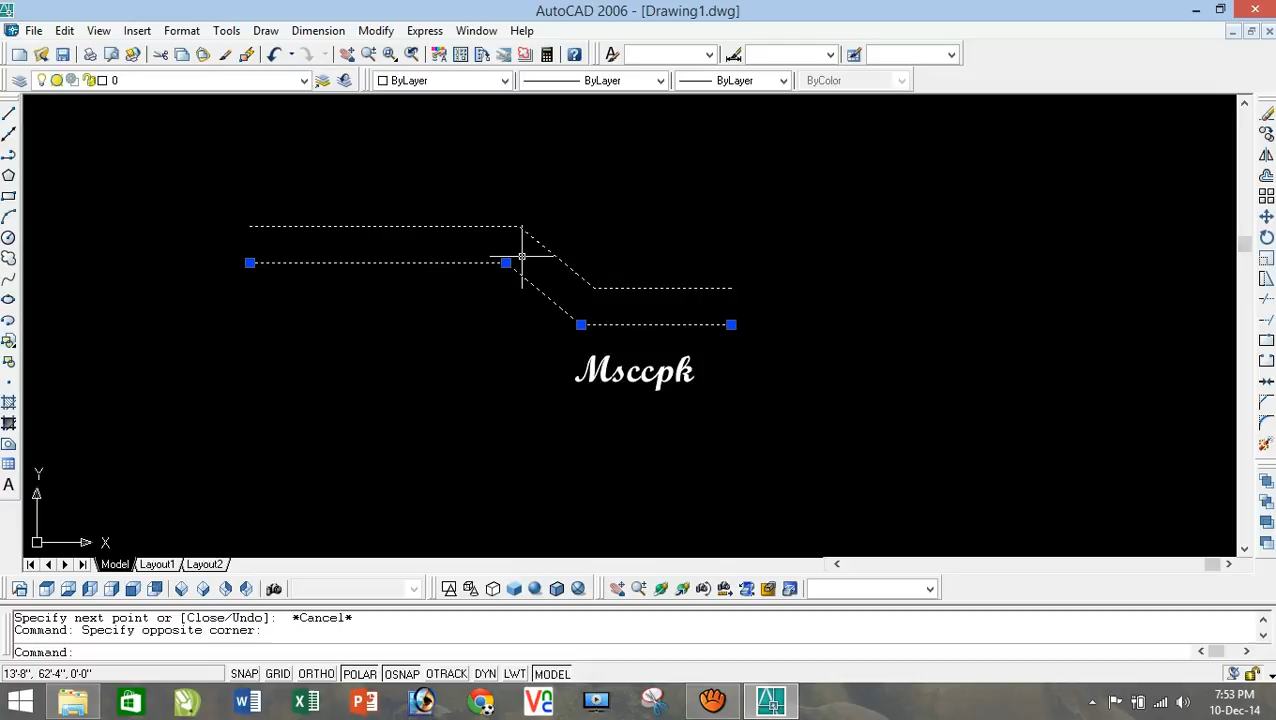 AutoCAD 2006 - [Drawing1.dwg]
File Edit View Insert Format Tools Draw Dimension Modify Express Window Help
0 ByLayer ByLayer ByLayer ByColor
Msccpk
Y
X
Model Layout1 Layout2
Specify next point or [Close/Undo]: *Cancel*
Command: Specify opposite corner:
Command:
13'-8", 62'-4", 0'-0" SNAP GRID ORTHO POLAR OSNAP OTRACK DYN LWT MODEL
7:53 PM
10-Dec-14